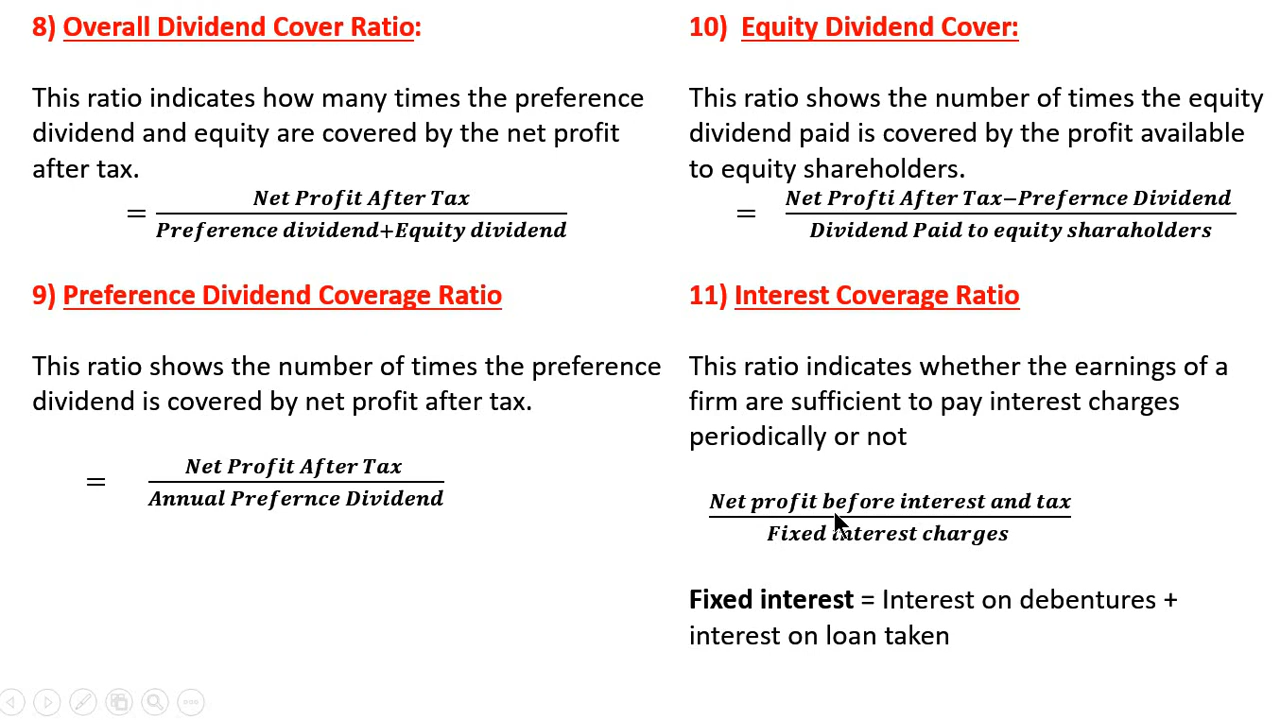 8) Overall Dividend Cover Ratio:
This ratio indicates how many times the preference
dividend and equity are covered by the net profit
after tax.
Net Profit After Tax
=
Preference dividend+Equity dividend
9) Preference Dividend Coverage Ratio
This ratio shows the number of times the preference
dividend is covered by net profit after tax.
Net Profit After Tax
=
Annual Prefernce Dividend
10) Equity Dividend Cover:
This ratio shows the number of times the equity
dividend paid is covered by the profit available
to equity shareholders.
Net Profti After Tax−Prefernce Dividend
=
Dividend Paid to equity sharaholders
11) Interest Coverage Ratio
This ratio indicates whether the earnings of a
firm are sufficient to pay interest charges
periodically or not
Net profit before interest and tax
Fixed interest charges
Fixed interest = Interest on debentures +
interest on loan taken